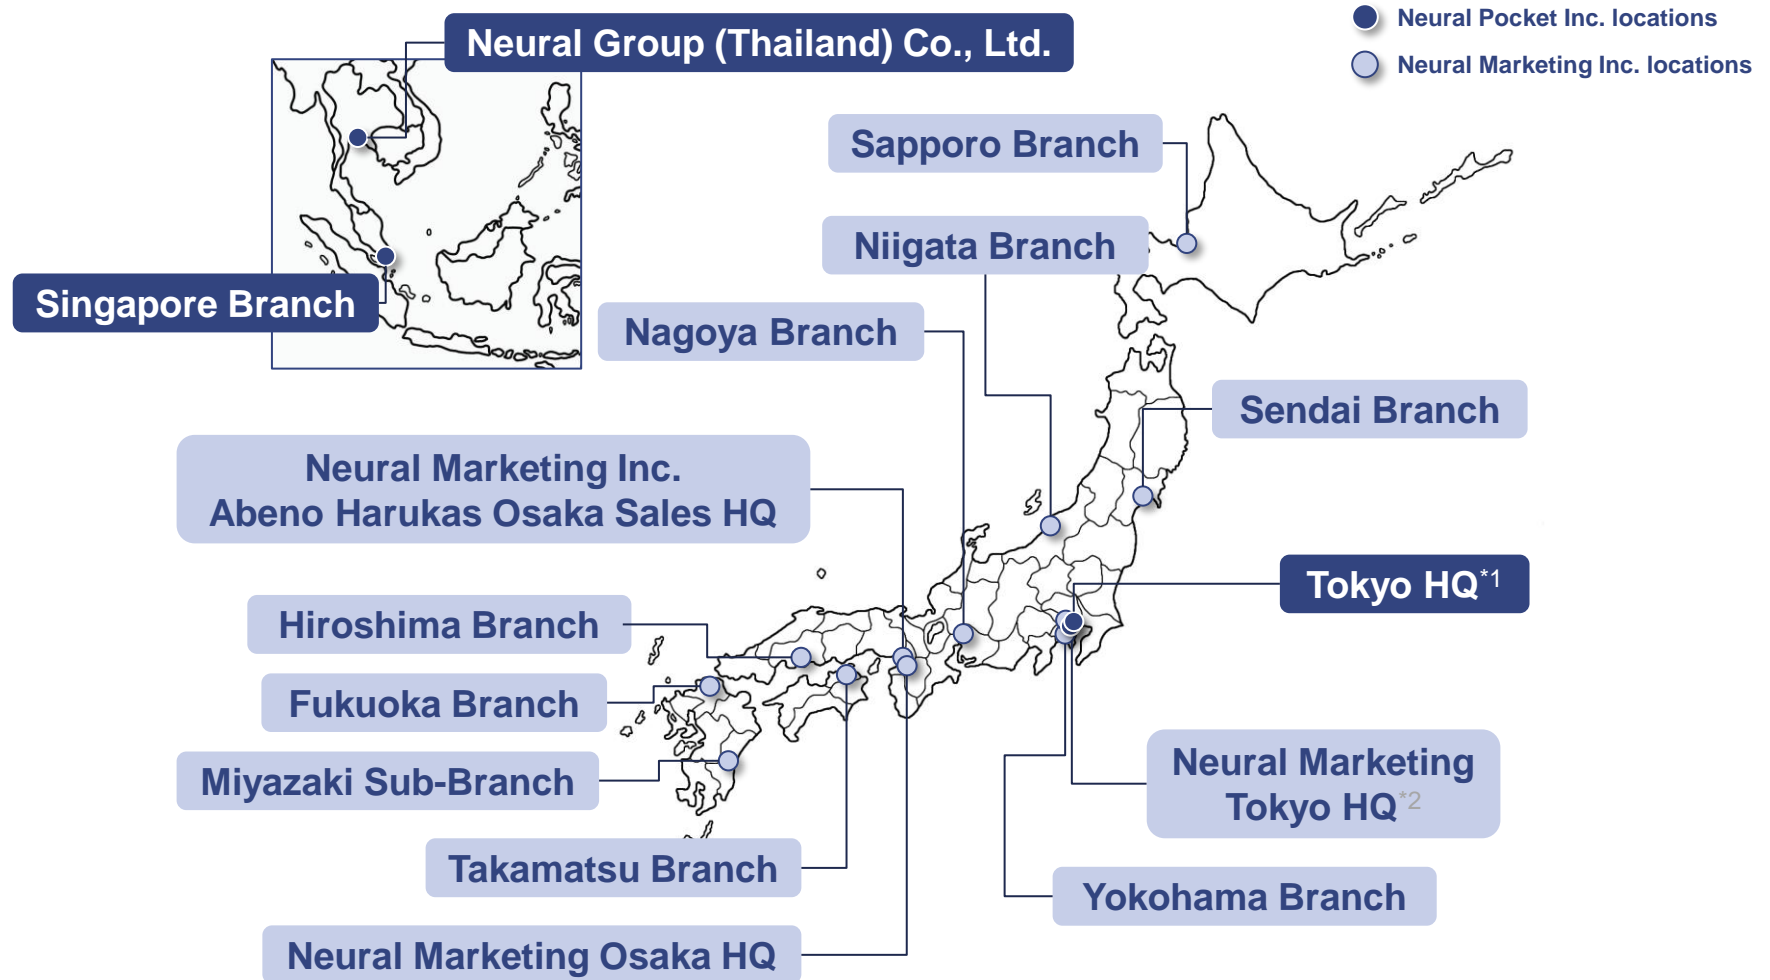 Neural Pocket Inc. locations
Neural Group (Thailand) Co., Ltd.
Neural Marketing Inc. locations
Sapporo Branch
Niigata Branch
Singapore Branch
Nagoya Branch
Sendai Branch
Neural Marketing Inc.
Abeno Harukas Osaka Sales HQ
Tokyo HQ*1
Hiroshima Branch
Fukuoka Branch
Miyazaki Sub-Branch
Neural Marketing
Tokyo HQ*2
Takamatsu Branch
Yokohama Branch
Neural Marketing Osaka HQ